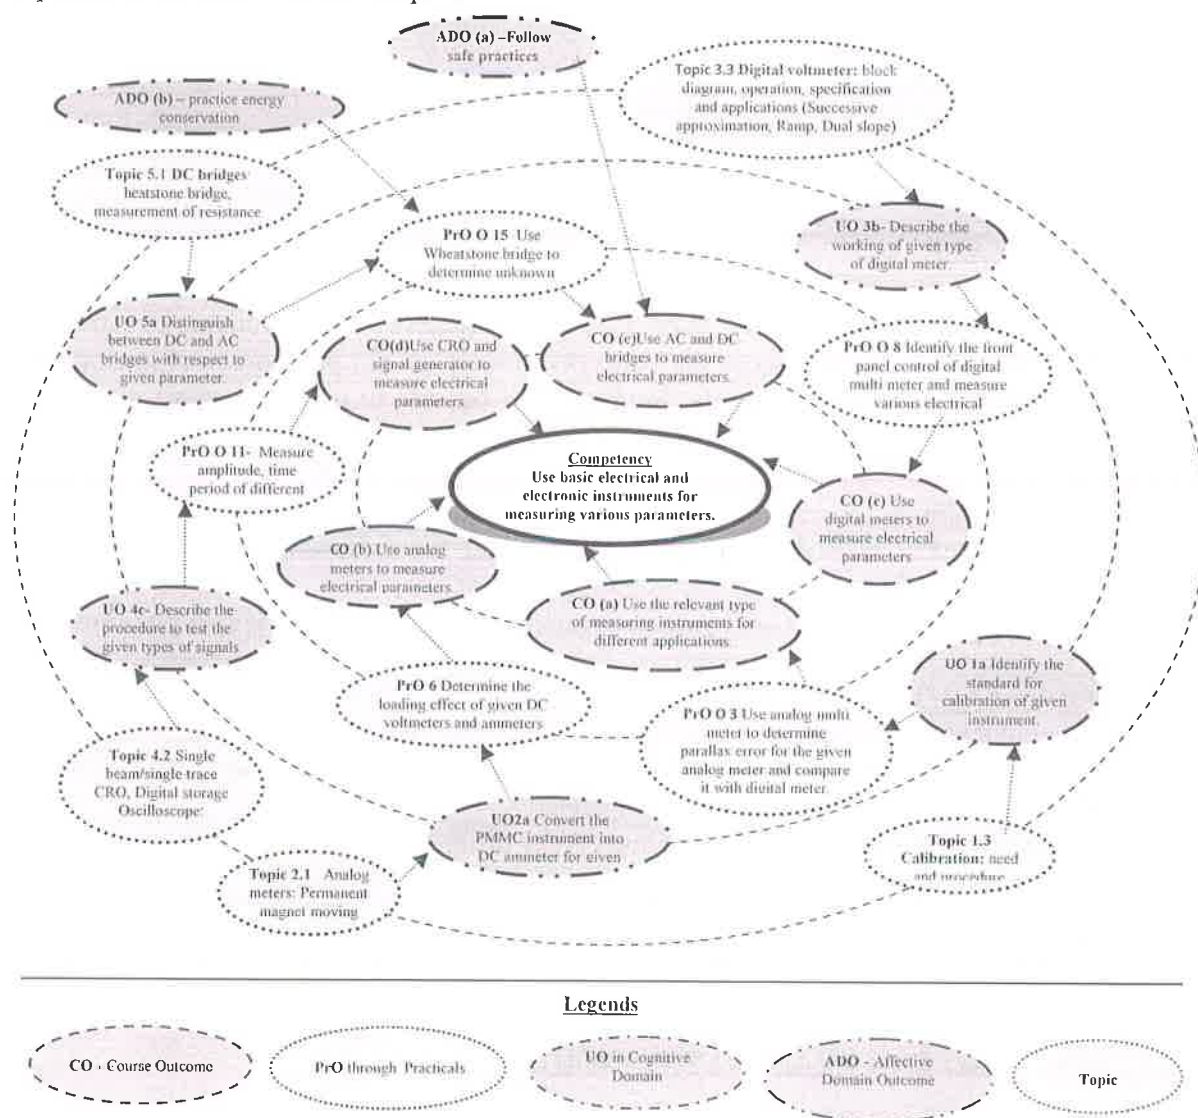 ADO (a) –Follow
safe practices
Topic 3.3 Digital voltmeter: block
diagram, operation, specification
and applications (Successive
approximation, Ramp, Dual slope)
ADO (b) – practice energy
conservation
Topic 5.1 DC bridges
heatstone bridge,
measurement of resistance
PrO O 15 Use
Wheatstone bridge to
determine unknown
UO 3b- Describe the
working of given type
of digital meter.
UO 5a Distinguish
between DC and AC
bridges with respect to
given parameter.
CO(d)Use CRO and
signal generator to
measure electrical
parameters
CO (e)Use AC and DC
bridges to measure
electrical parameters
PrO O 8 Identify the front
panel control of digital
multi meter and measure
various electrical
PrO O 11- Measure
amplitude, time
period of different
Competency
Use basic electrical and
electronic instruments for
measuring various parameters.
CO (c) Use
digital meters to
measure electrical
parameters
CO (b) Use analog
meters to measure
electrical parameters
UO 4c- Describe the
procedure to test the
given types of signals
CO (a) Use the relevant type
of measuring instruments for
different applications
UO 1a Identify the
standard for
calibration of given
instrument.
PrO 6 Determine the
loading effect of given DC
voltmeters and ammeters
PrO O 3 Use analog multi
meter to determine
parallax error for the given
analog meter and compare
it with digital meter.
Topic 4.2 Single
beam/single trace
CRO, Digital storage
Oscilloscope:
UO2a Convert the
PMMC instrument into
DC ammeter for given
Topic 1.3
Calibration: need
and procedure
Topic 2.1 Analog
meters: Permanent
magnet moving
Legends
CO - Course Outcome
PrO through Practicals
UO in Cognitive
Domain
ADO - Affective
Domain Outcome
Topic